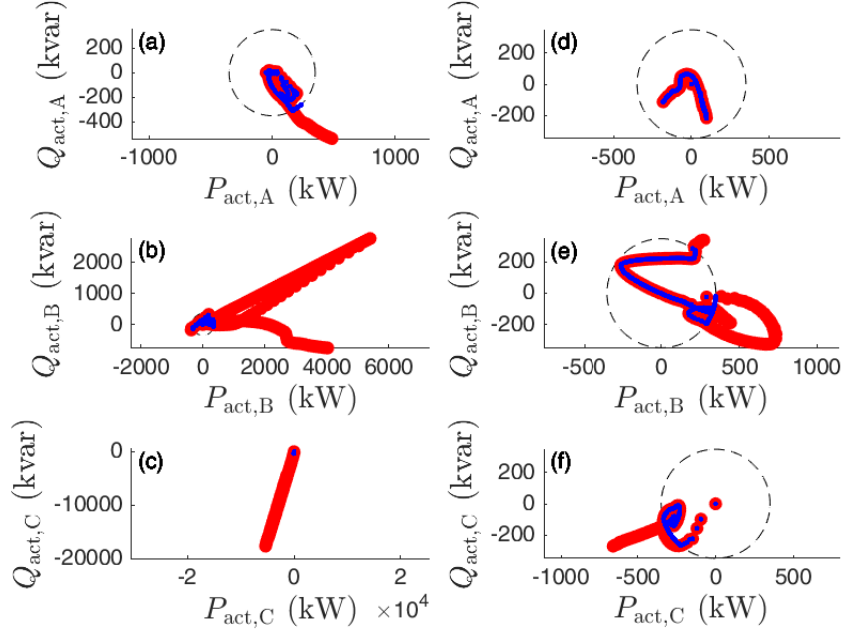 (a)
Q_act,A (kvar)
200
0
-200
-400
-1000
0
1000
P_act,A (kW)
(d)
Q_act,A (kvar)
200
0
-200
-500
0
500
P_act,A (kW)
(b)
Q_act,B (kvar)
2000
1000
0
-2000
0
2000
4000
6000
P_act,B (kW)
(e)
Q_act,B (kvar)
200
0
-200
-500
0
500
1000
P_act,B (kW)
(c)
Q_act,C (kvar)
0
-10000
-20000
-2
0
2
P_act,C (kW)
×10^4
(f)
Q_act,C (kvar)
200
0
-200
-1000
-500
0
500
P_act,C (kW)